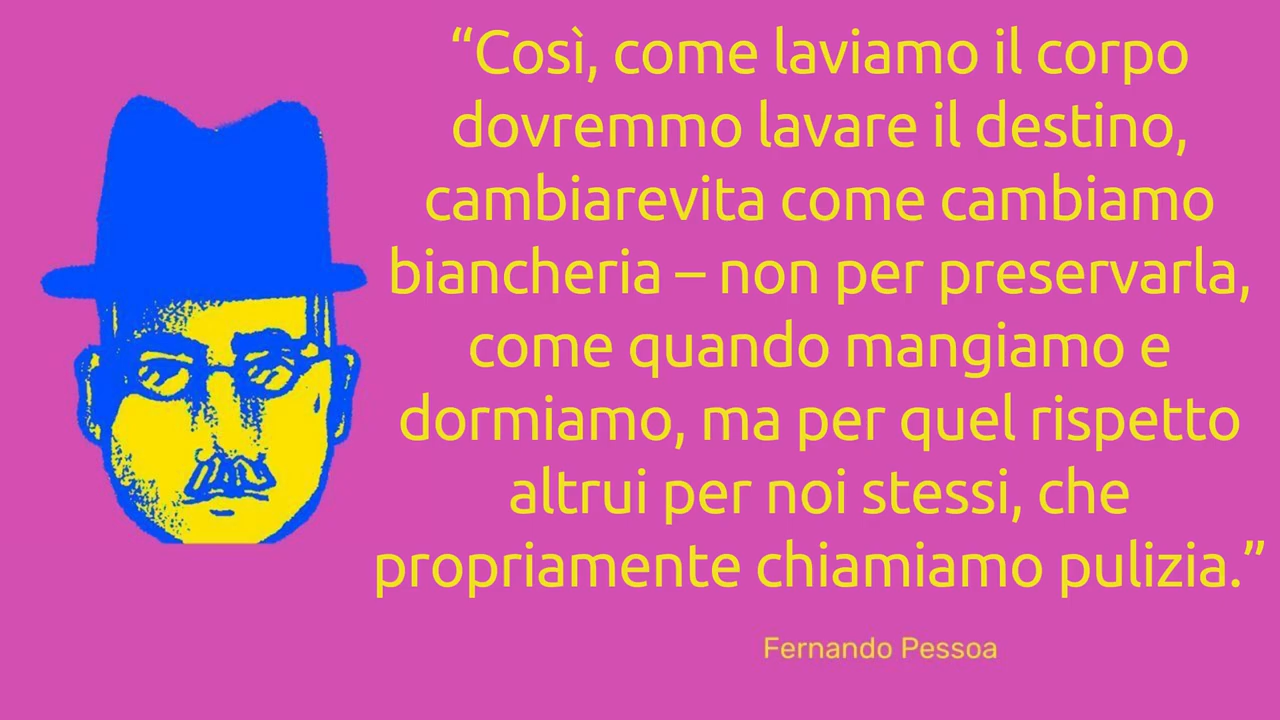 “Così, come laviamo il corpo
dovremmo lavare il destino,
cambiarevita come cambiamo
biancheria – non per preservarla,
come quando mangiamo e
dormiamo, ma per quel rispetto
altrui per noi stessi, che
propriamente chiamiamo pulizia.”
Fernando Pessoa